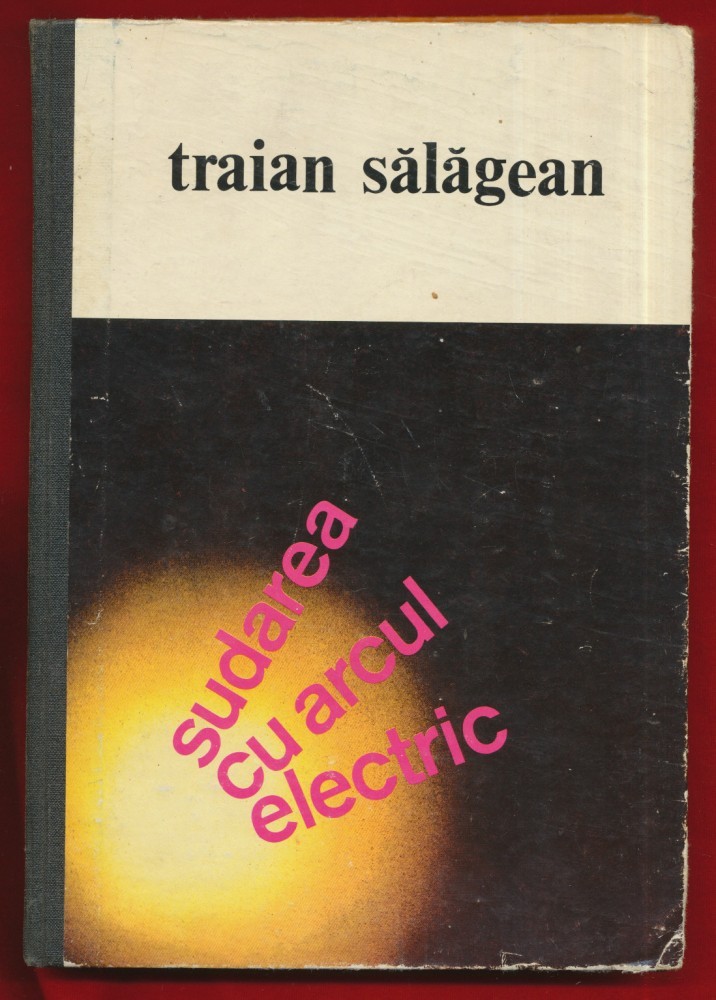 traian sălăgean
sudarea
cu arcul
electric